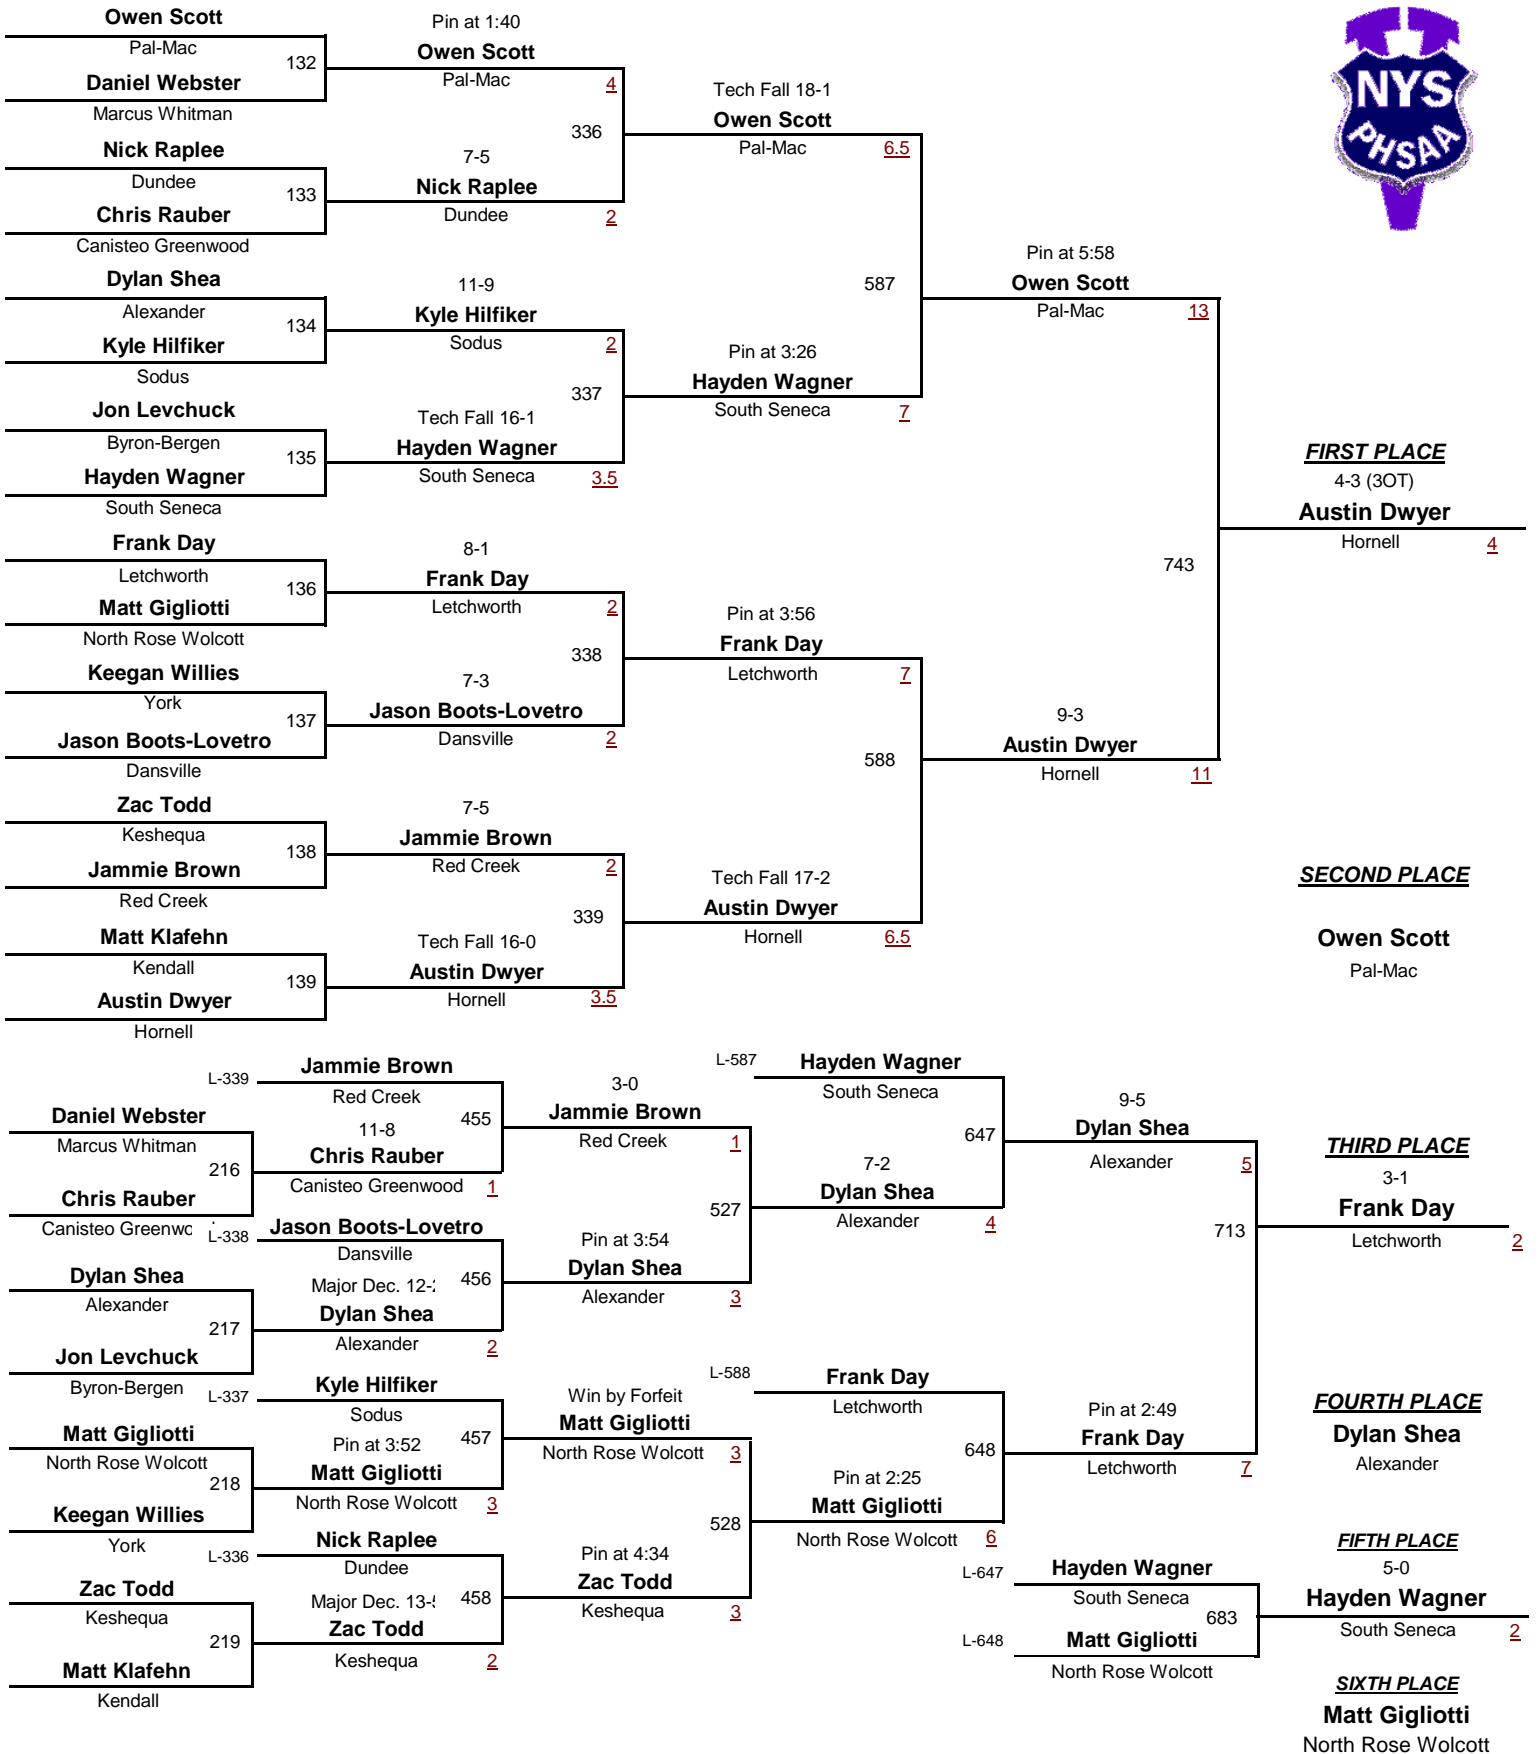 Owen Scott
Pal-Mac
132
Daniel Webster
Marcus Whitman
Nick Raplee
Dundee
133
Chris Rauber
Canisteo Greenwood
Dylan Shea
Alexander
134
Kyle Hilfiker
Sodus
Jon Levchuck
Byron-Bergen
135
Hayden Wagner
South Seneca
Frank Day
Letchworth
136
Matt Gigliotti
North Rose Wolcott
Keegan Willies
York
137
Jason Boots-Lovetro
Dansville
Zac Todd
Keshequa
138
Jammie Brown
Red Creek
Matt Klafehn
Kendall
139
Austin Dwyer
Hornell
Pin at 1:40
Owen Scott
Pal-Mac
4
336
7-5
Nick Raplee
Dundee
2
11-9
Kyle Hilfiker
Sodus
2
337
Tech Fall 16-1
Hayden Wagner
South Seneca
3.5
8-1
Frank Day
Letchworth
2
338
7-3
Jason Boots-Lovetro
Dansville
2
7-5
Jammie Brown
Red Creek
2
339
Tech Fall 16-0
Austin Dwyer
Hornell
3.5
Tech Fall 18-1
Owen Scott
Pal-Mac
6.5
587
Pin at 3:26
Hayden Wagner
South Seneca
7
Pin at 3:56
Frank Day
Letchworth
7
588
Tech Fall 17-2
Austin Dwyer
Hornell
6.5
Pin at 5:58
Owen Scott
Pal-Mac
13
743
9-3
Austin Dwyer
Hornell
11
NYS
PHSAA
FIRST PLACE
4-3 (3OT)
Austin Dwyer
Hornell
4
SECOND PLACE
Owen Scott
Pal-Mac
L-339
Jammie Brown
Red Creek
455
Daniel Webster
Marcus Whitman
216
Chris Rauber
Canisteo Greenwo
11-8
Chris Rauber
Canisteo Greenwood
1
L-338
Jason Boots-Lovetro
Dansville
456
Dylan Shea
Alexander
217
Jon Levchuck
Byron-Bergen
Major Dec. 12-
Dylan Shea
Alexander
2
L-337
Kyle Hilfiker
Sodus
457
Matt Gigliotti
North Rose Wolcott
218
Keegan Willies
York
Pin at 3:52
Matt Gigliotti
North Rose Wolcott
3
L-336
Nick Raplee
Dundee
458
Zac Todd
Keshequa
219
Matt Klafehn
Kendall
Major Dec. 13-
Zac Todd
Keshequa
2
3-0
Jammie Brown
Red Creek
1
527
Pin at 3:54
Dylan Shea
Alexander
3
Win by Forfeit
Matt Gigliotti
North Rose Wolcott
3
528
Pin at 4:34
Zac Todd
Keshequa
3
L-587
Hayden Wagner
South Seneca
647
7-2
Dylan Shea
Alexander
4
L-588
Frank Day
Letchworth
648
Pin at 2:25
Matt Gigliotti
North Rose Wolcott
6
9-5
Dylan Shea
Alexander
5
713
Pin at 2:49
Frank Day
Letchworth
7
THIRD PLACE
3-1
Frank Day
Letchworth
2
FOURTH PLACE
Dylan Shea
Alexander
L-647
Hayden Wagner
South Seneca
683
L-648
Matt Gigliotti
North Rose Wolcott
FIFTH PLACE
5-0
Hayden Wagner
South Seneca
2
SIXTH PLACE
Matt Gigliotti
North Rose Wolcott